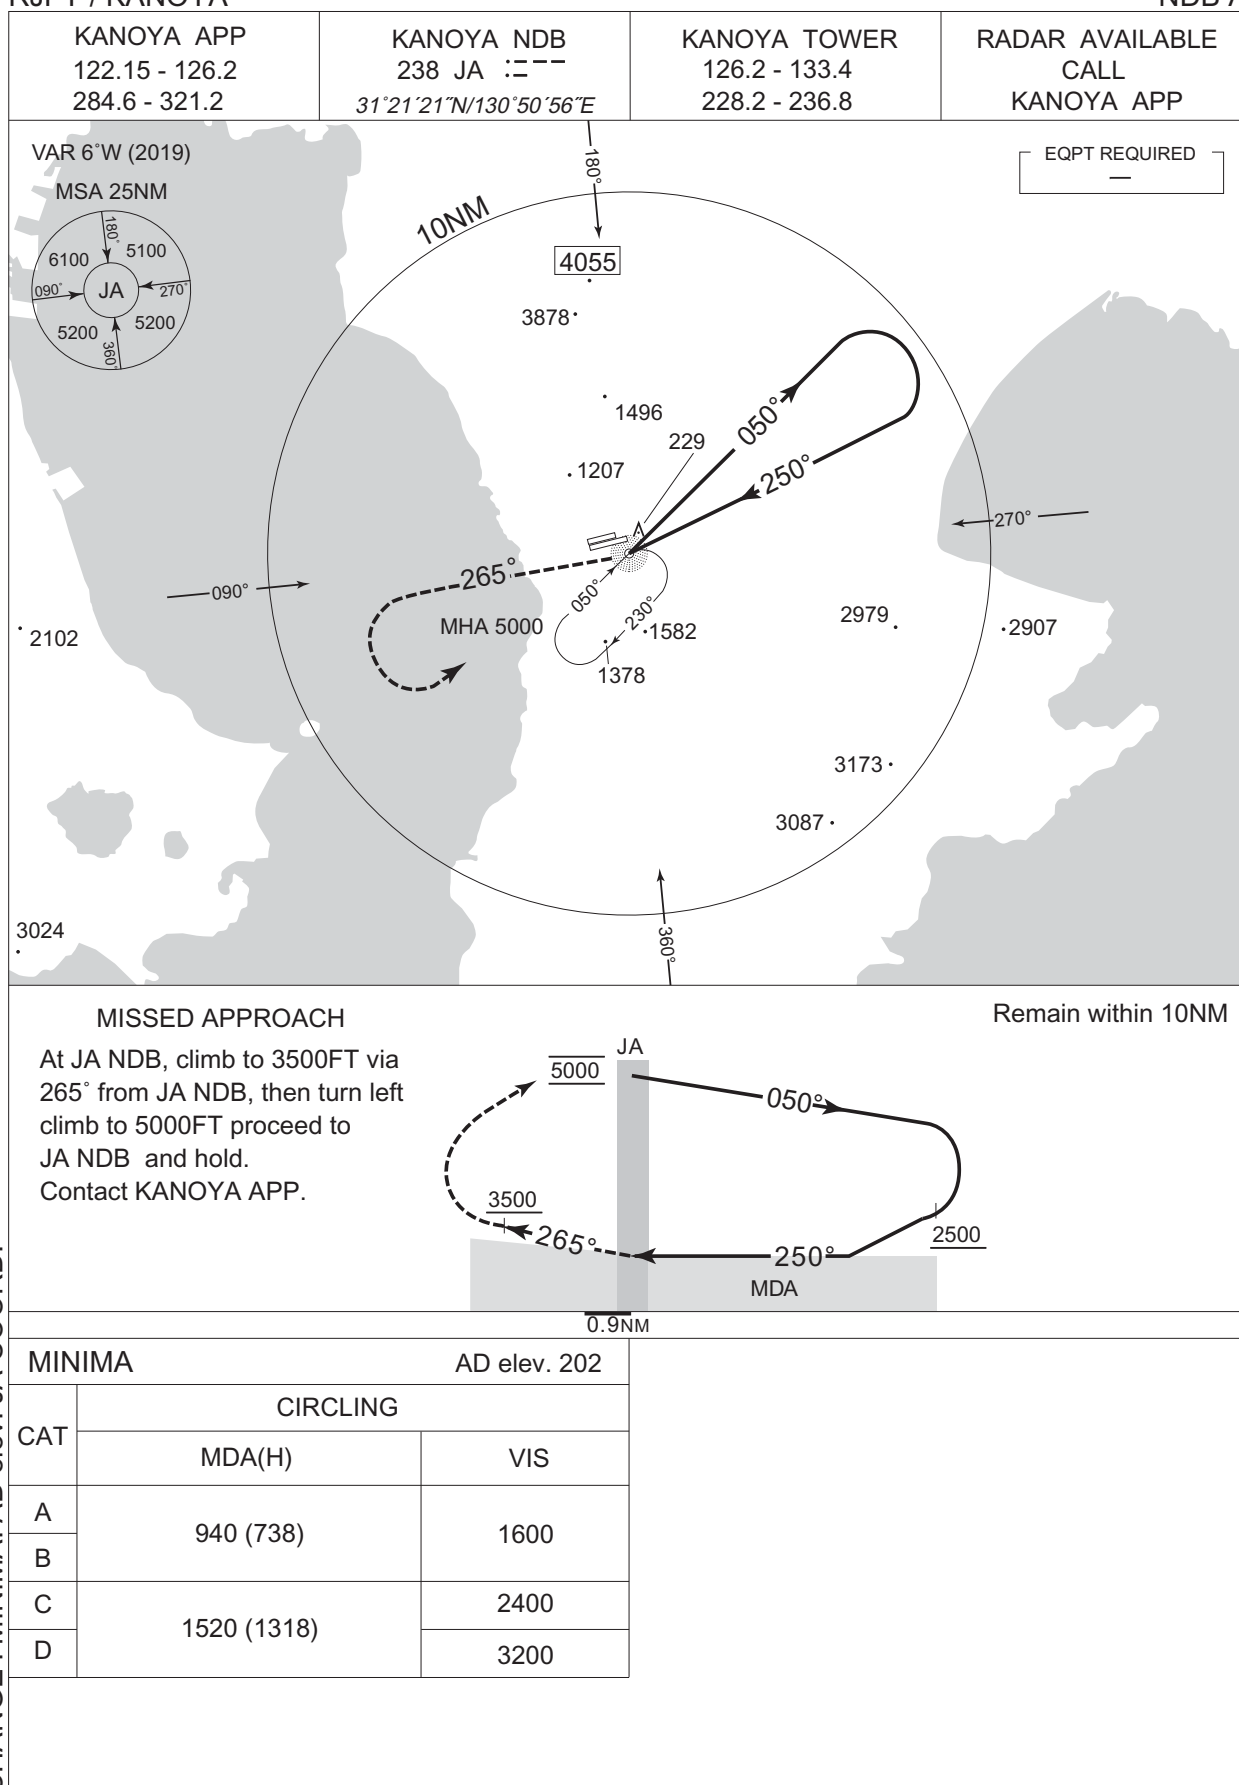 KANOYA APP
122.15 - 126.2
284.6 - 321.2
KANOYA NDB
238 JA
31°21′21″N/130°50′56″E
KANOYA TOWER
126.2 - 133.4
228.2 - 236.8
RADAR AVAILABLE
CALL
KANOYA APP
VAR 6°W (2019)
MSA 25NM
180°
6100
5100
090°
JA
270°
5200
5200
360°
EQPT REQUIRED
—
180°
10NM
4055
3878
1496
229
1207
050°
250°
270°
265°
090°
050°
230°
MHA 5000
1582
1378
2979
2907
2102
3173
3087
3024
360°
MISSED APPROACH
At JA NDB, climb to 3500FT via
265° from JA NDB, then turn left
climb to 5000FT proceed to
JA NDB and hold.
Contact KANOYA APP.
Remain within 10NM
JA
5000
050°
3500
265°
250°
2500
MDA
0.9NM
MINIMA
AD elev. 202
CAT
CIRCLING
MDA(H)
VIS
A
B
940 (738)
1600
C
D
1520 (1318)
2400
3200